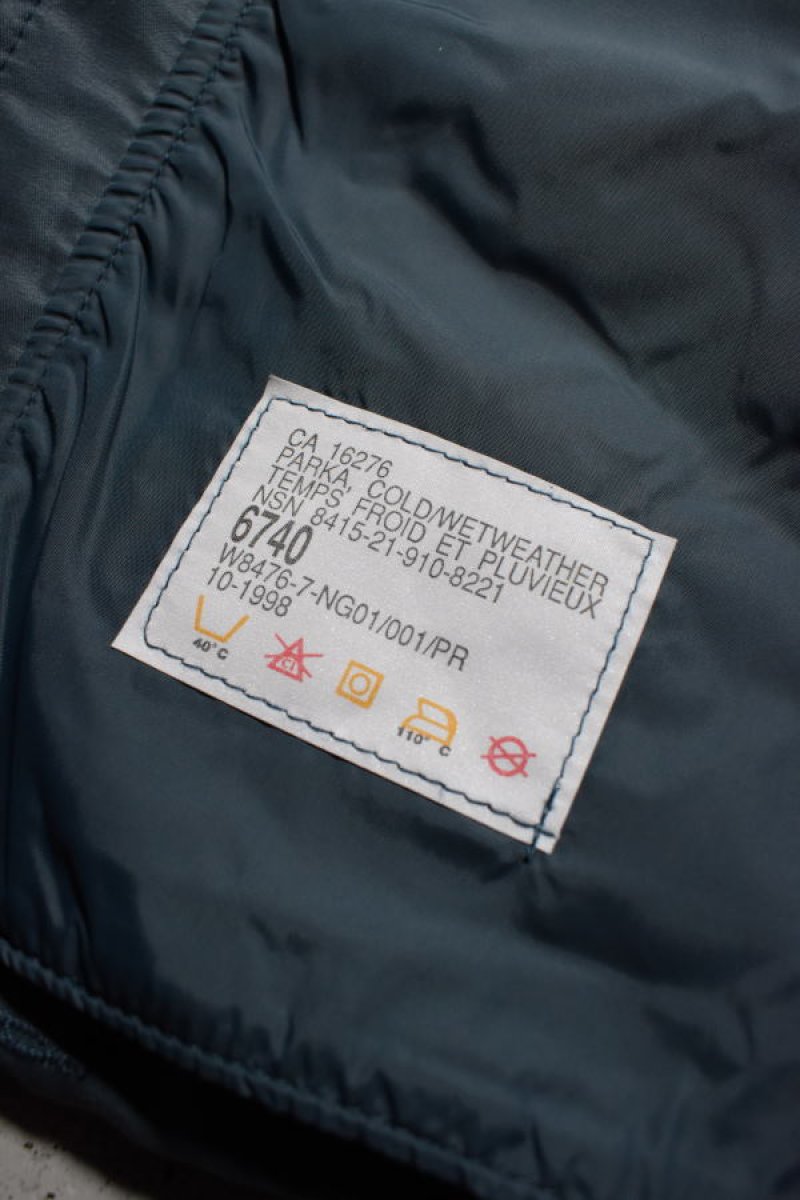 CA 16276
PARKA, COLD/WETWEATHER
TEMPS FROID ET PLUVIEUX
NSN 8415-21-910-8221
6740
W8476-7-NG01/001/PR
10-1998
40°C
Cl
110° C